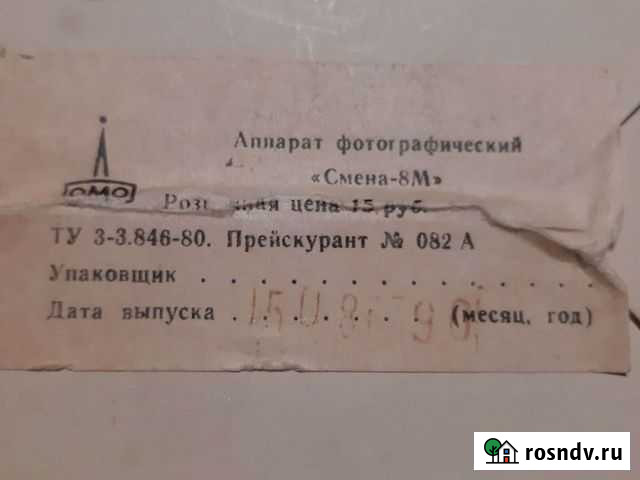 Аппарат фотографический
«Смена-8М»
ЛОМО
цена 15 руб.
ТУ 3-3.846-80. Прейскурант № 082 А
Упаковщик . . . . . . . . . . . . .
Дата выпуска . . . . . . . (месяц, год)
rosndv.ru